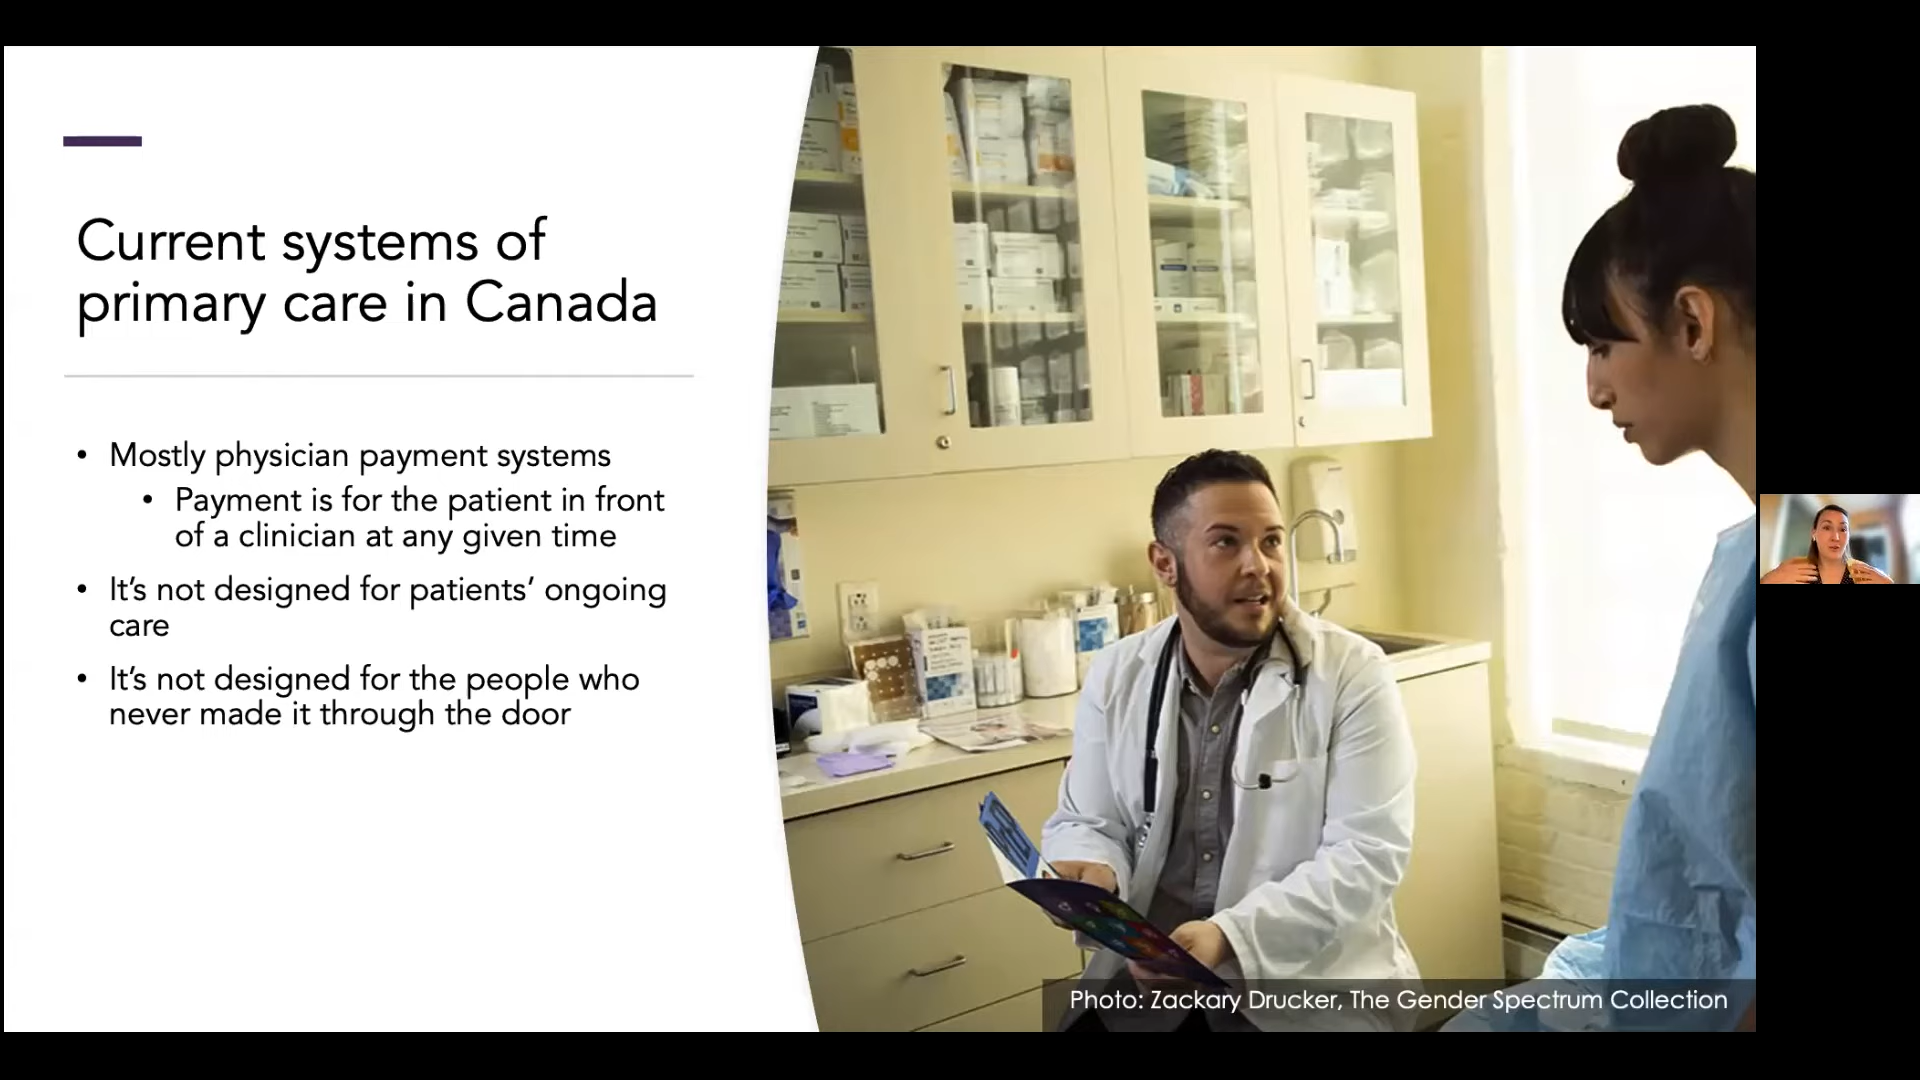 Current systems of
primary care in Canada
• Mostly physician payment systems
• Payment is for the patient in front
of a clinician at any given time
• It’s not designed for patients’ ongoing
care
• It’s not designed for the people who
never made it through the door
Photo: Zackary Drucker, The Gender Spectrum Collection